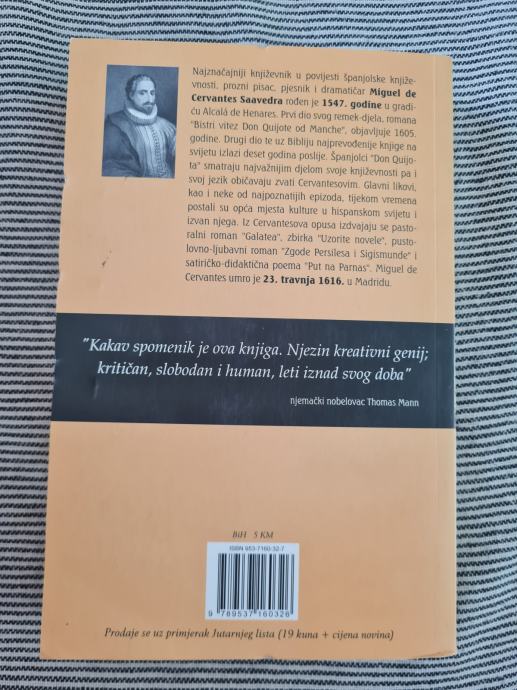 Najznačajniji književnik u povijesti španjolske knjiže-
vnosti, prozni pisac, pjesnik i dramatičar Miguel de
Cervantes Saavedra rođen je 1547. godine u gradi-
ću Alcalá de Henares. Prvi dio svog remek-djela, romana
"Bistri vitez Don Quijote od Manche", objavljuje 1605.
godine. Drugi dio te uz Bibliju najprevođenije knjige na
svijetu izlazi deset godina poslije. Španjolci "Don Quijo-
ta" smatraju najvažnijim djelom svoje književnosti pa i
svoj jezik običavaju zvati Cervantesovim. Glavni likovi,
kao i neke od najpoznatijih epizoda, tijekom vremena
postali su opća mjesta kulture u hispanskom svijetu i
izvan njega. Iz Cervantesova opusa izdvajaju se pasto-
ralni roman "Galatea", zbirka "Uzorite novele", pusto-
lovno-ljubavni roman "Zgode Persilesa i Sigismunde" i
satiričko-didaktična poema "Put na Parnas". Miguel de
Cervantes umro je 23. travnja 1616. u Madridu.
"Kakav spomenik je ova knjiga. Njezin kreativni genij;
kritičan, slobodan i human, leti iznad svog doba"
njemački nobelovac Thomas Mann
BiH 5 KM
ISBN 953-7160-32-7
9 789537 160326
Prodaje se uz primjerak Jutarnjeg lista (19 kuna + cijena novina)